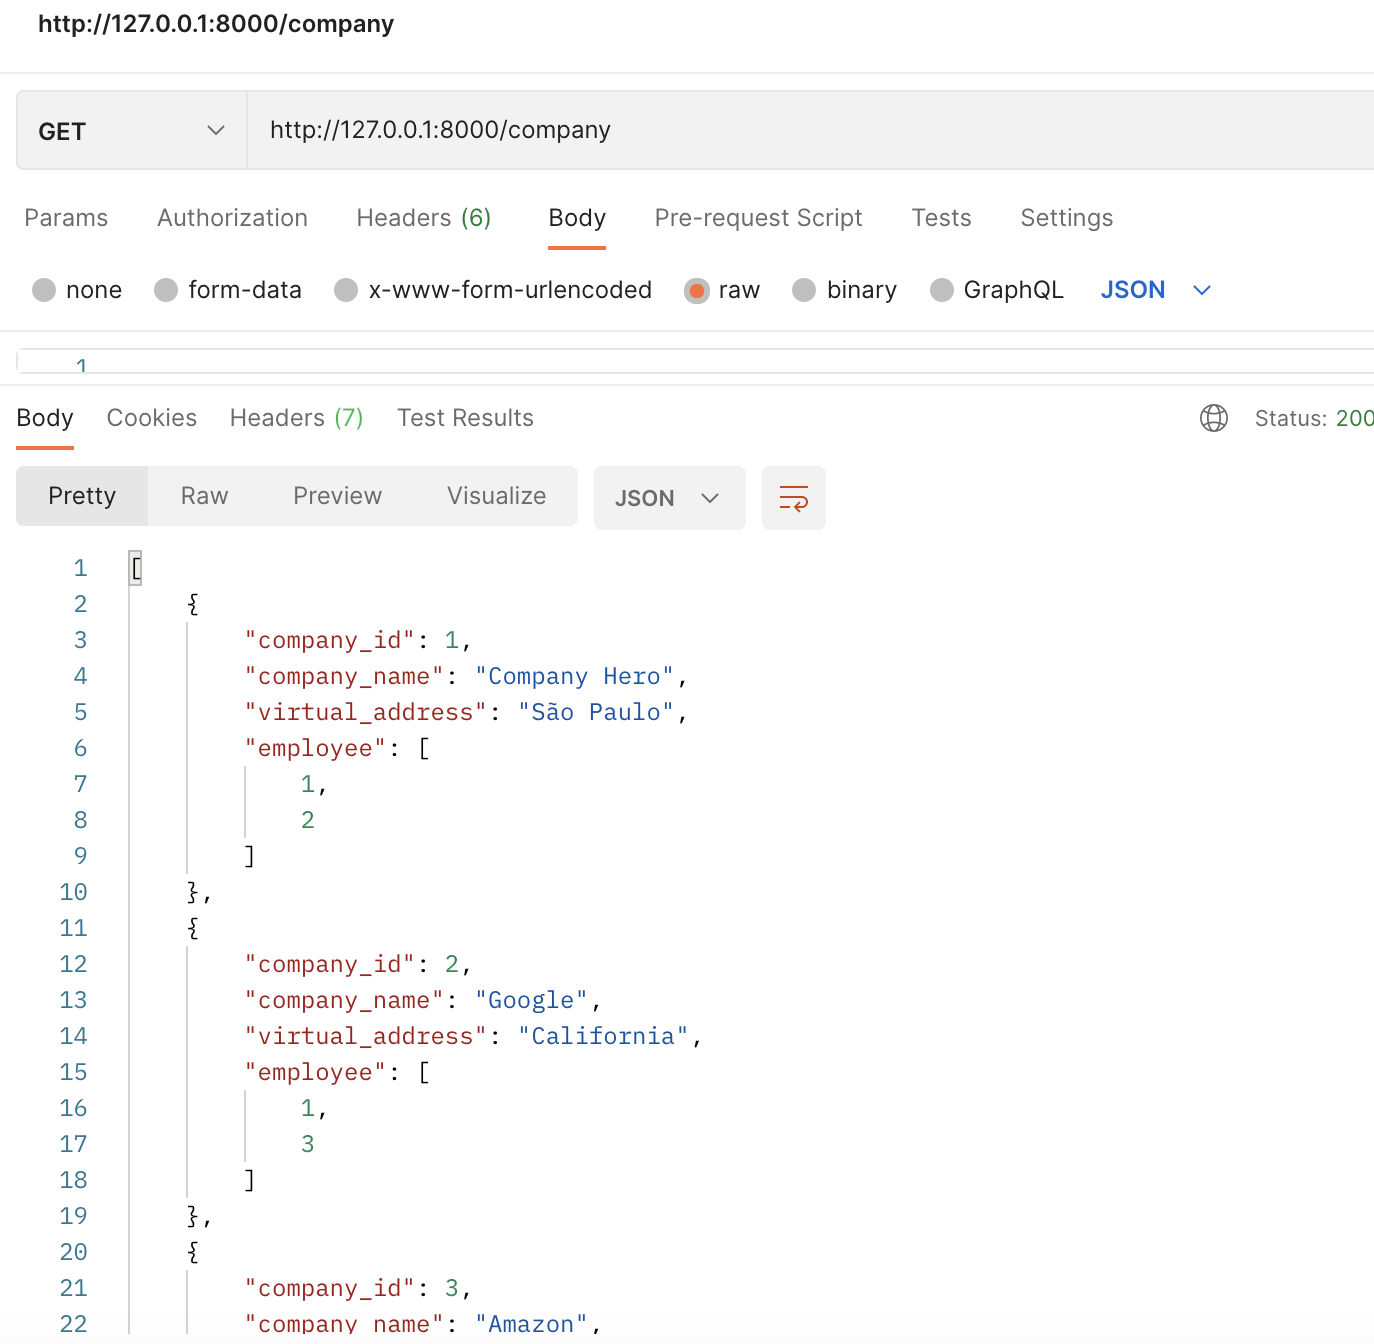 http://127.0.0.1:8000/company
GET http://127.0.0.1:8000/company
Params Authorization Headers (6) Body Pre-request Script Tests Settings
none form-data x-www-form-urlencoded raw binary GraphQL JSON
1
Body Cookies Headers (7) Test Results Status: 200
Pretty Raw Preview Visualize JSON
1 [
2 {
3 "company_id": 1,
4 "company_name": "Company Hero",
5 "virtual_address": "São Paulo",
6 "employee": [
7 1,
8 2
9 ]
10 },
11 {
12 "company_id": 2,
13 "company_name": "Google",
14 "virtual_address": "California",
15 "employee": [
16 1,
17 3
18 ]
19 },
20 {
21 "company_id": 3,
22 "company_name": "Amazon",